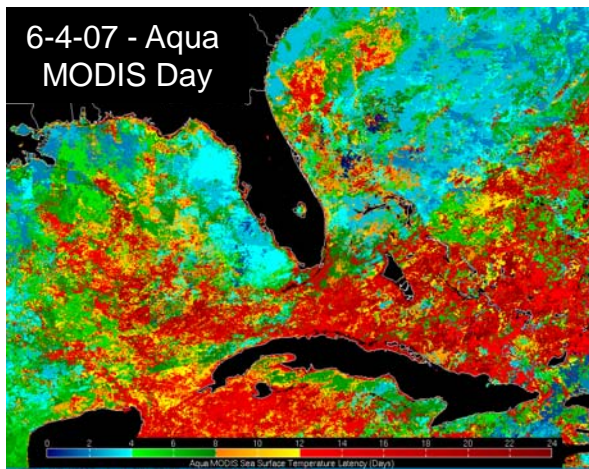 6-4-07 - Aqua
MODIS Day
0 2 4 6 8 10 12 14 16 18 20 22 24
Aqua MODIS Sea Surface Temperature Latency (Days)